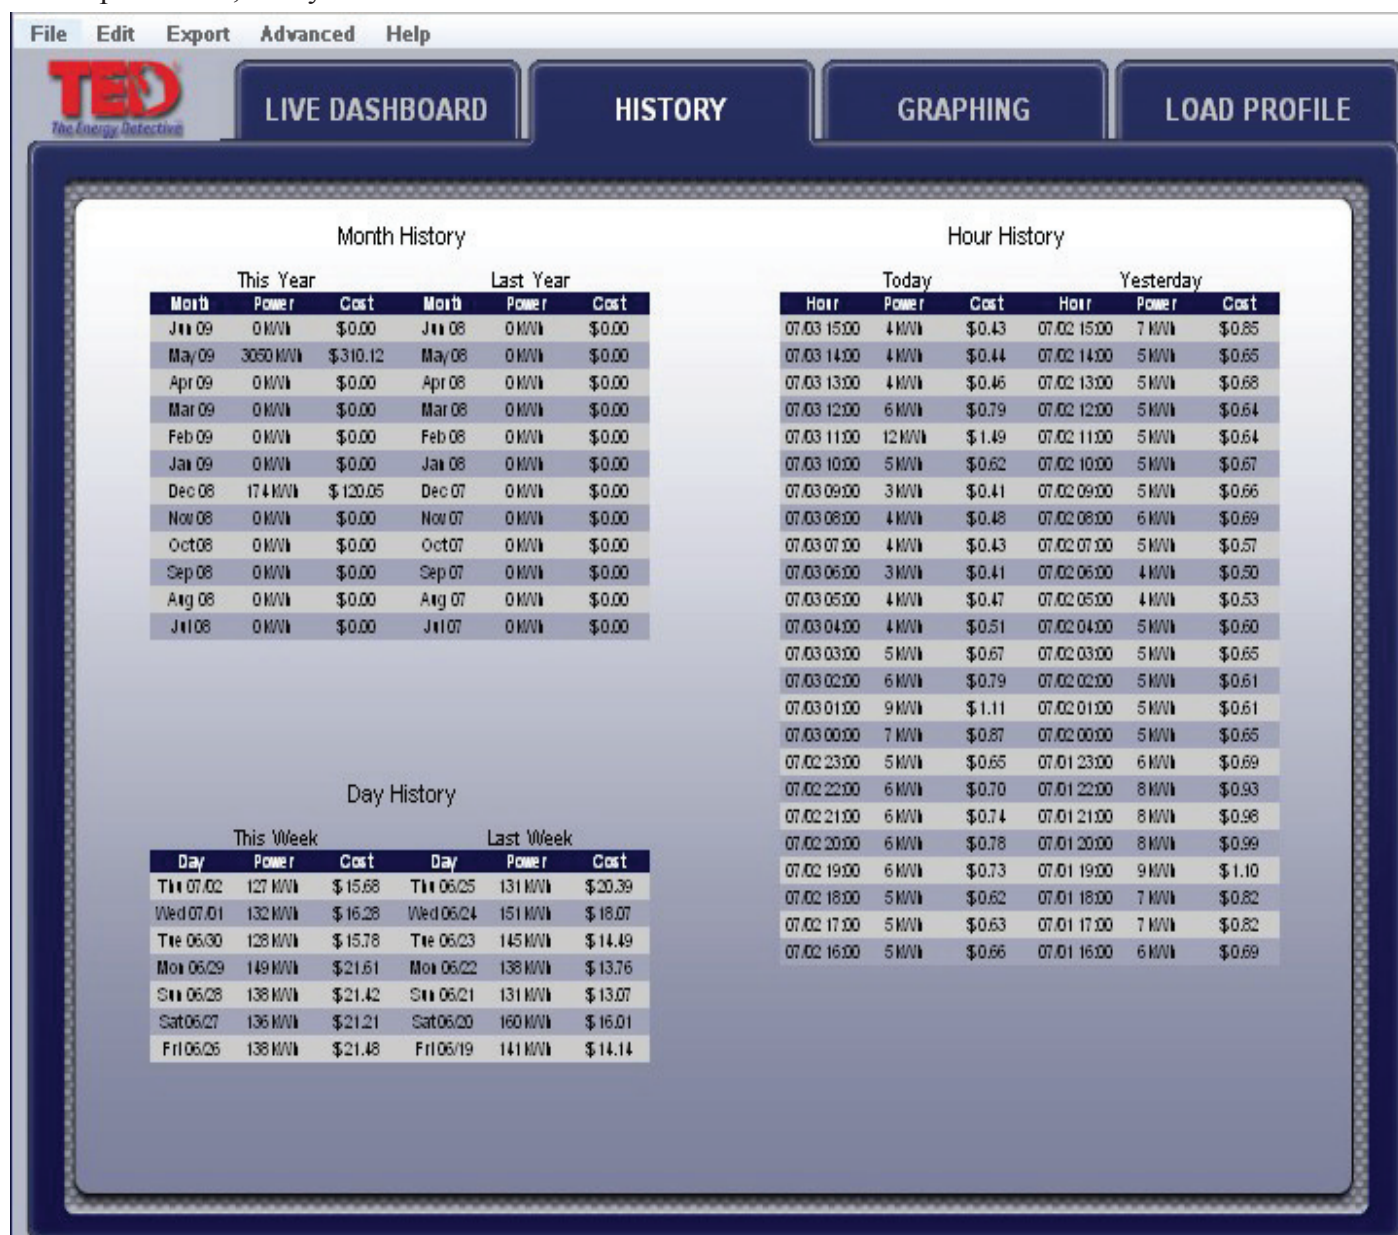 File Edit Export Advanced Help
TED
The Energy Detective
LIVE DASHBOARD HISTORY GRAPHING LOAD PROFILE
Month History
This Year Last Year
Month Power Cost Month Power Cost
Jun 09 0 kWh $0.00 Jun 08 0 kWh $0.00
May 09 3050 kWh $310.12 May 08 0 kWh $0.00
Apr 09 0 kWh $0.00 Apr 08 0 kWh $0.00
Mar 09 0 kWh $0.00 Mar 08 0 kWh $0.00
Feb 09 0 kWh $0.00 Feb 08 0 kWh $0.00
Jan 09 0 kWh $0.00 Jan 08 0 kWh $0.00
Dec 08 174 kWh $120.05 Dec 07 0 kWh $0.00
Nov 08 0 kWh $0.00 Nov 07 0 kWh $0.00
Oct 08 0 kWh $0.00 Oct 07 0 kWh $0.00
Sep 08 0 kWh $0.00 Sep 07 0 kWh $0.00
Aug 08 0 kWh $0.00 Aug 07 0 kWh $0.00
Jul 08 0 kWh $0.00 Jul 07 0 kWh $0.00
Day History
This Week Last Week
Day Power Cost Day Power Cost
Thu 07/02 127 kWh $15.68 Thu 06/25 131 kWh $20.39
Wed 07/01 132 kWh $16.28 Wed 06/24 151 kWh $18.07
Tue 06/30 128 kWh $15.78 Tue 06/23 145 kWh $14.49
Mon 06/29 149 kWh $21.61 Mon 06/22 138 kWh $13.76
Sun 06/28 138 kWh $21.42 Sun 06/21 131 kWh $13.07
Sat 06/27 136 kWh $21.21 Sat 06/20 160 kWh $16.01
Fri 06/26 138 kWh $21.48 Fri 06/19 141 kWh $14.14
Hour History
Today Yesterday
Hour Power Cost Hour Power Cost
07/03 15:00 4 kWh $0.43 07/02 15:00 7 kWh $0.85
07/03 14:00 4 kWh $0.44 07/02 14:00 5 kWh $0.65
07/03 13:00 4 kWh $0.46 07/02 13:00 5 kWh $0.68
07/03 12:00 6 kWh $0.79 07/02 12:00 5 kWh $0.64
07/03 11:00 12 kWh $1.49 07/02 11:00 5 kWh $0.64
07/03 10:00 5 kWh $0.62 07/02 10:00 5 kWh $0.67
07/03 09:00 3 kWh $0.41 07/02 09:00 5 kWh $0.66
07/03 08:00 4 kWh $0.48 07/02 08:00 6 kWh $0.69
07/03 07:00 4 kWh $0.43 07/02 07:00 5 kWh $0.57
07/03 06:00 3 kWh $0.41 07/02 06:00 4 kWh $0.50
07/03 05:00 4 kWh $0.47 07/02 05:00 4 kWh $0.53
07/03 04:00 4 kWh $0.51 07/02 04:00 5 kWh $0.60
07/03 03:00 5 kWh $0.67 07/02 03:00 5 kWh $0.65
07/03 02:00 6 kWh $0.79 07/02 02:00 5 kWh $0.61
07/03 01:00 9 kWh $1.11 07/02 01:00 5 kWh $0.61
07/03 00:00 7 kWh $0.87 07/02 00:00 5 kWh $0.65
07/02 23:00 5 kWh $0.65 07/01 23:00 6 kWh $0.69
07/02 22:00 6 kWh $0.70 07/01 22:00 8 kWh $0.93
07/02 21:00 6 kWh $0.74 07/01 21:00 8 kWh $0.98
07/02 20:00 6 kWh $0.78 07/01 20:00 8 kWh $0.99
07/02 19:00 6 kWh $0.73 07/01 19:00 9 kWh $1.10
07/02 18:00 5 kWh $0.62 07/01 18:00 7 kWh $0.82
07/02 17:00 5 kWh $0.63 07/01 17:00 7 kWh $0.82
07/02 16:00 5 kWh $0.66 07/01 16:00 6 kWh $0.69